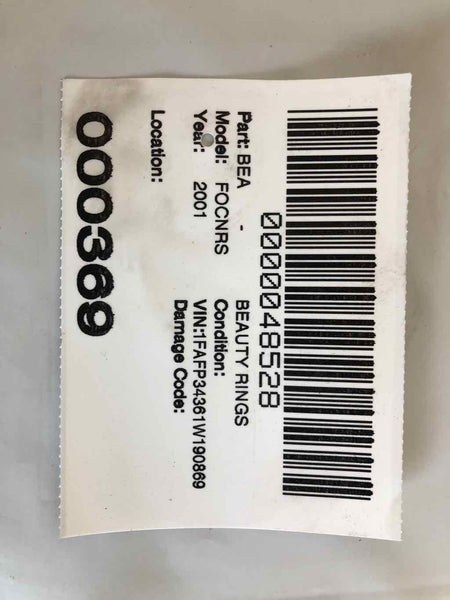 0000048528
Part: BEA - BEAUTY RINGS
Model: FOCNRS Condition:
Year: 2001 VIN:1FAFP34361W190869
Damage Code:
Location:
000369